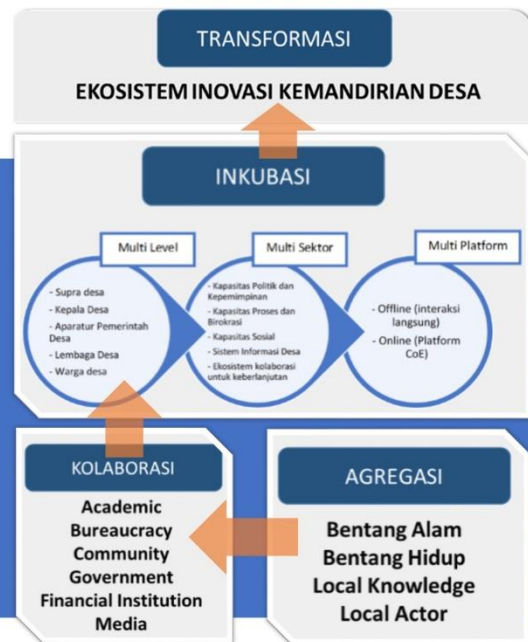 TRANSFORMASI
EKOSISTEM INOVASI KEMANDIRIAN DESA
INKUBASI
Multi Level
- Supra desa
- Kepala Desa
- Aparatur Pemerintah
Desa
- Lembaga Desa
- Warga desa
Multi Sektor
- Kapasitas Politik dan
Kepemimpinan
- Kapasitas Proses dan
Birokrasi
- Kapasitas Sosial
- Sistem Informasi Desa
- Ekosistem kolaborasi
untuk keberlanjutan
Multi Platform
- Offline (interaksi
langsung)
- Online (Platform
CoE)
KOLABORASI
Academic
Bureaucracy
Community
Government
Financial Institution
Media
AGREGASI
Bentang Alam
Bentang Hidup
Local Knowledge
Local Actor